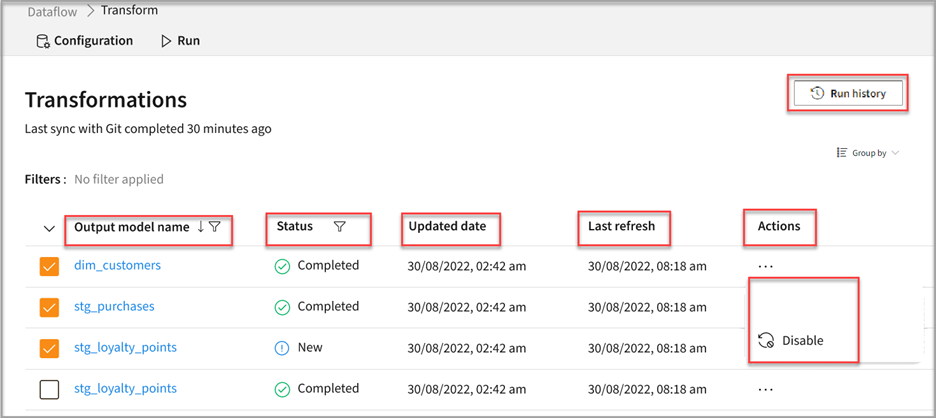 Dataflow > Transform
Configuration Run
Transformations
Run history
Last sync with Git completed 30 minutes ago
Group by
Filters : No filter applied
Output model name Status Updated date Last refresh Actions
dim_customers Completed 30/08/2022, 02:42 am 30/08/2022, 08:18 am ...
stg_purchases Completed 30/08/2022, 02:42 am 30/08/2022, 08:18 am
stg_loyalty_points New 30/08/2022, 02:42 am 30/08/2022, 08:18 am Disable
stg_loyalty_points Completed 30/08/2022, 02:42 am 30/08/2022, 08:18 am ...